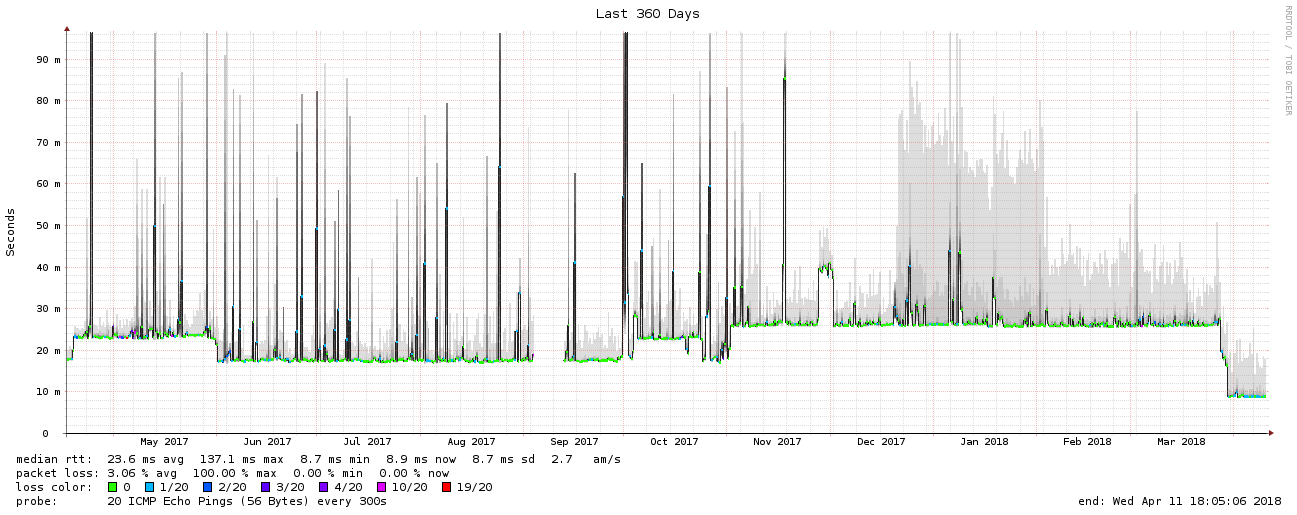 Last 360 Days
RRDTOOL / TOBI OETIKER
Seconds
90 m
80 m
70 m
60 m
50 m
40 m
30 m
20 m
10 m
0
May 2017 Jun 2017 Jul 2017 Aug 2017 Sep 2017 Oct 2017 Nov 2017 Dec 2017 Jan 2018 Feb 2018 Mar 2018
median rtt: 23.6 ms avg 137.1 ms max 8.7 ms min 8.9 ms now 8.7 ms sd 2.7 am/s
packet loss: 3.06 % avg 100.00 % max 0.00 % min 0.00 % now
loss color: 0 1/20 2/20 3/20 4/20 10/20 19/20
probe: 20 ICMP Echo Pings (56 Bytes) every 300s end: Wed Apr 11 18:05:06 2018